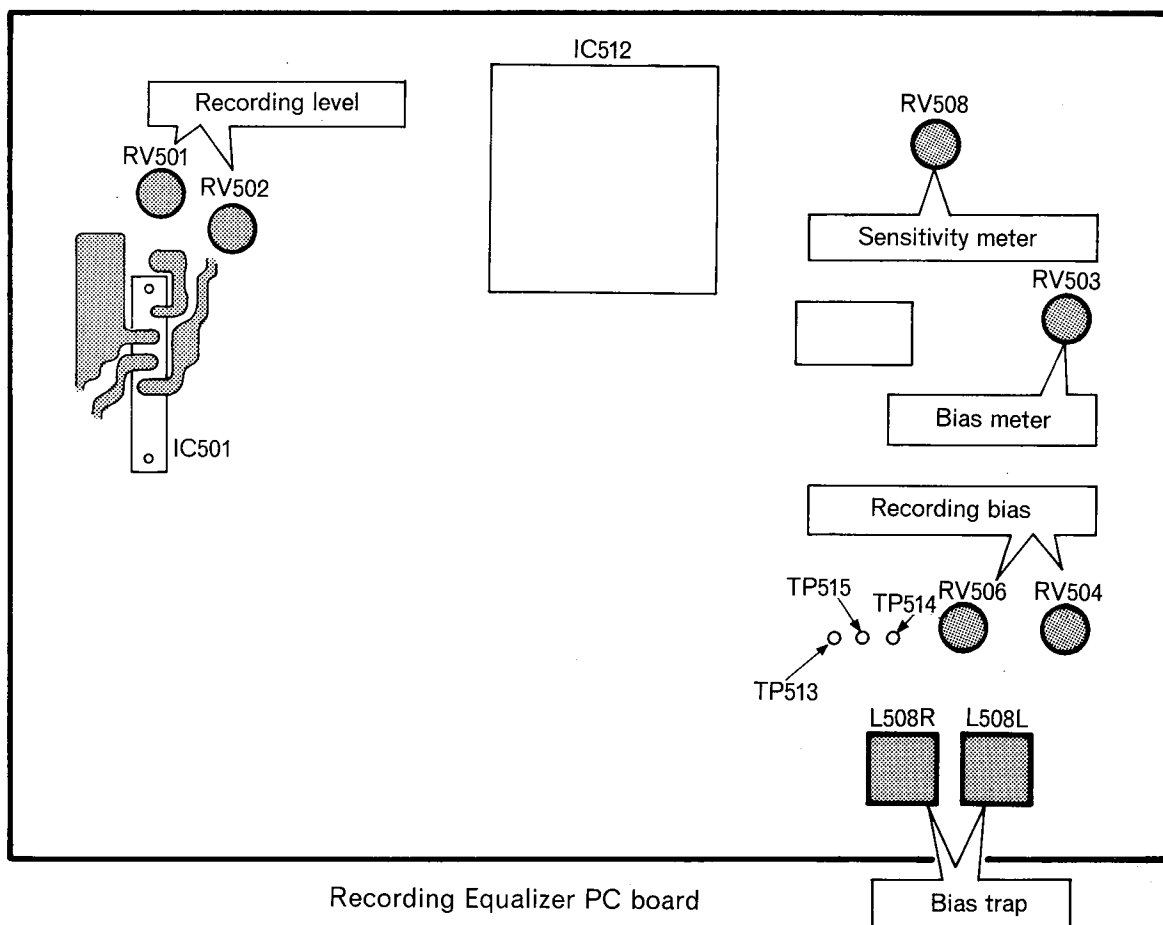 IC512
Recording level
RV501
RV502
RV508
Sensitivity meter
RV503
Bias meter
IC501
Recording bias
TP515
TP514
RV506
RV504
TP513
L508R
L508L
Recording Equalizer PC board
Bias trap